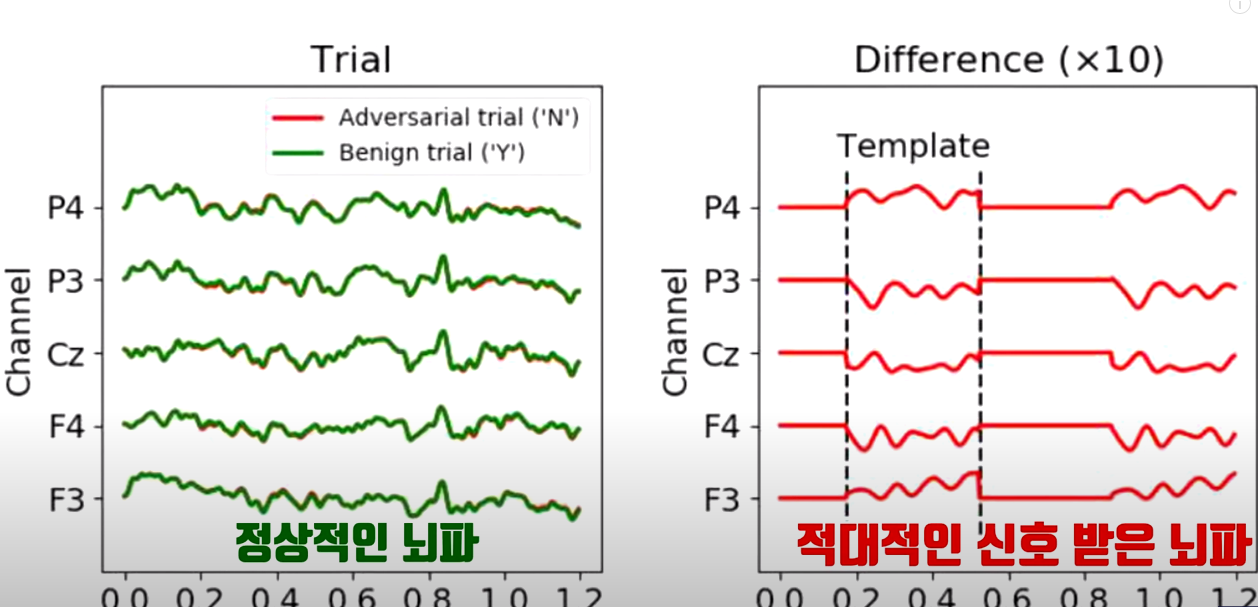 Trial
Adversarial trial ('N')
Benign trial ('Y')
Channel
P4
P3
Cz
F4
F3
정상적인 뇌파
0.0 0.2 0.4 0.6 0.8 1.0 1.2
Difference (×10)
Template
Channel
P4
P3
Cz
F4
F3
적대적인 신호 받은 뇌파
0.0 0.2 0.4 0.6 0.8 1.0 1.2